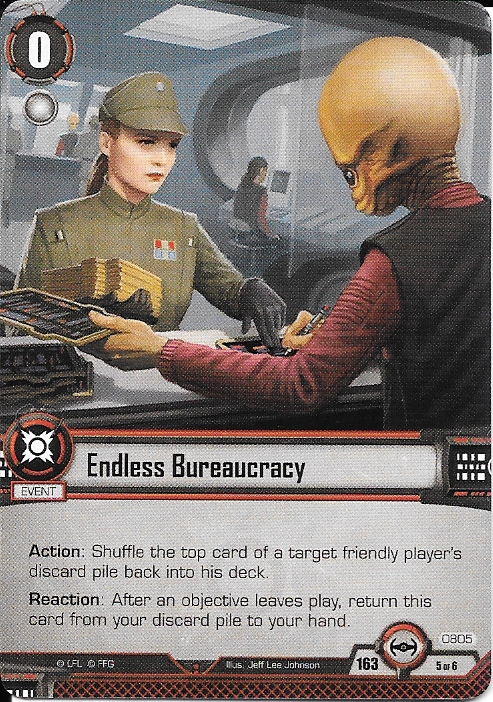 0
Endless Bureaucracy
EVENT
Action: Shuffle the top card of a target friendly player's
discard pile back into his deck.
Reaction: After an objective leaves play, return this
card from your discard pile to your hand.
0805
© LFL © FFG
Illus. Jeff Lee Johnson
163
5 OF 6